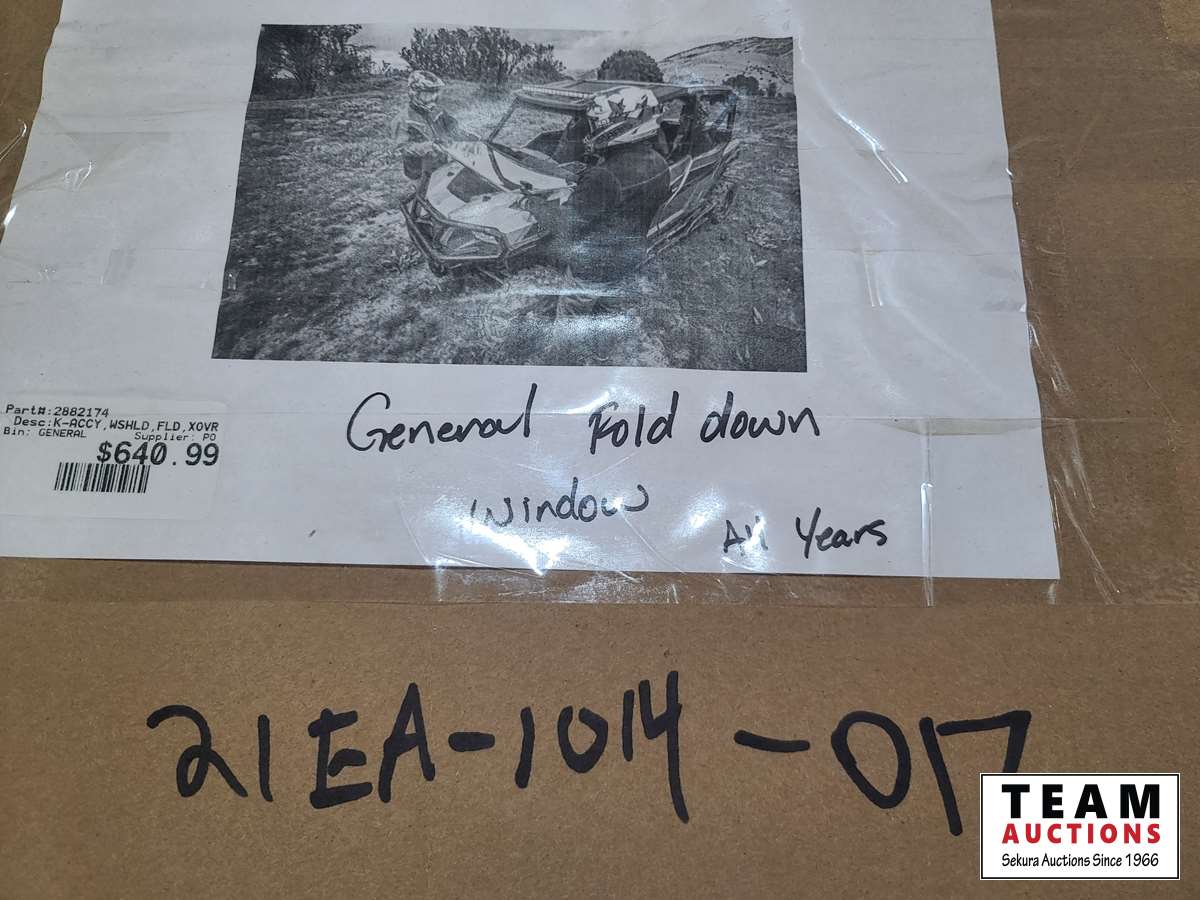 Part#:2882174
Desc:K-ACCY,WSHLD,FLD,XOVR
Bin: GENERAL Supplier: PO
$640.99
General Fold down
Window All Years
21EA-1014-017
TEAM
AUCTIONS
Sekura Auctions Since 1966